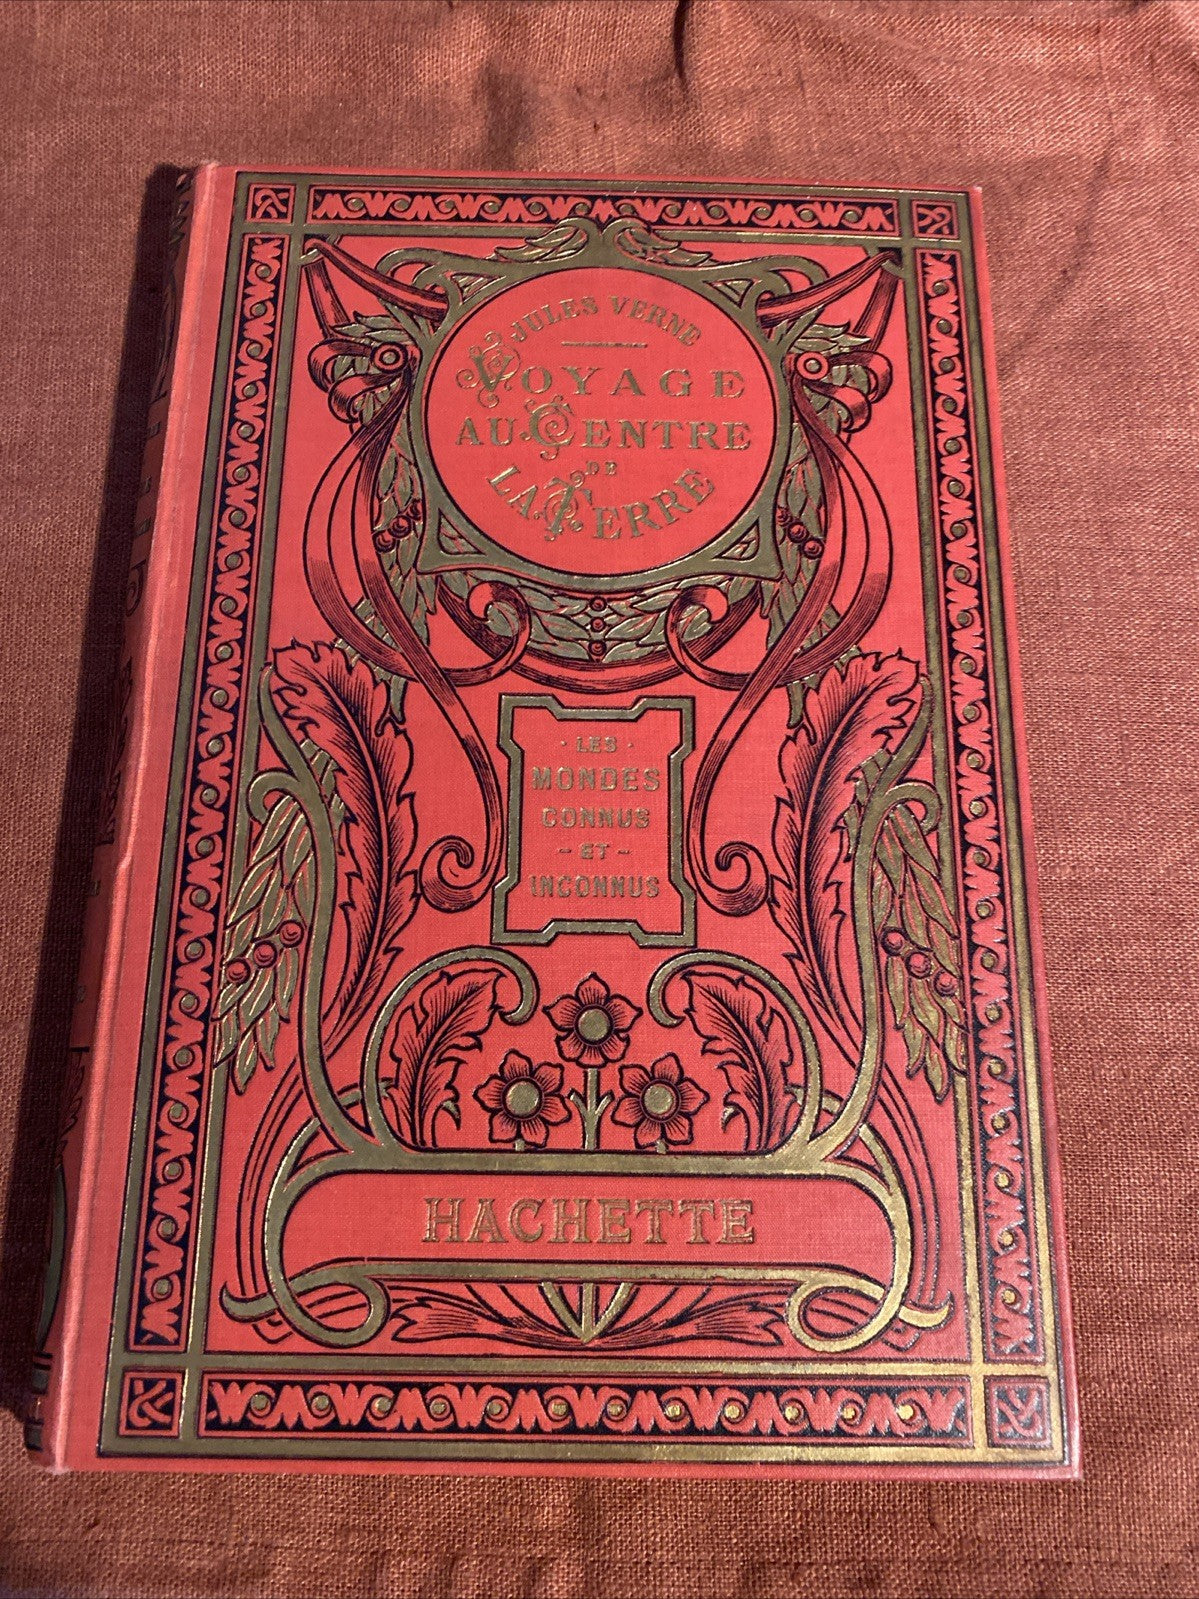 JULES VERNE
VOYAGE
AU CENTRE
DE
LA TERRE
· LES ·
MONDES
CONNUS
- ET -
INCONNUS
HACHETTE